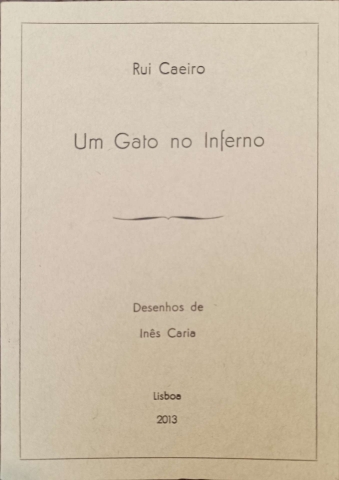 Rui Caeiro
Um Gato no Inferno
Desenhos de
Inês Caria
Lisboa
2013